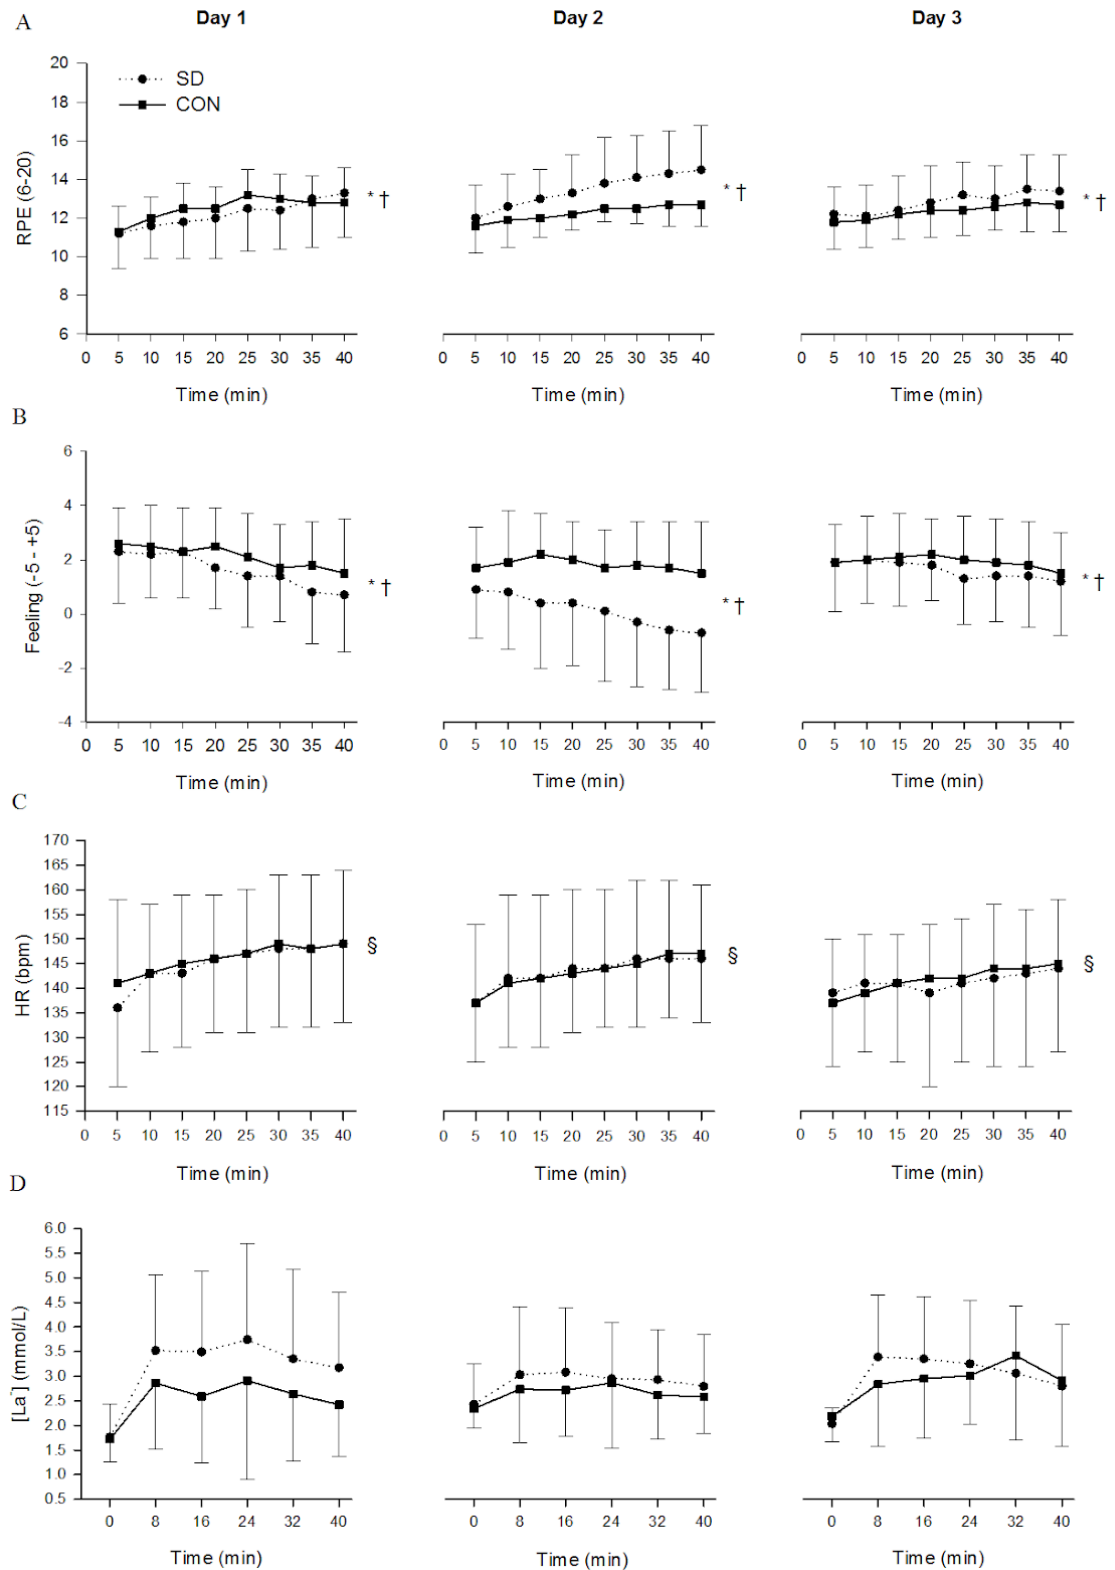 A Day 1 Day 2 Day 3
20
18
16
14
12
10
8
6
RPE (6-20)
SD
CON
* †
* †
* †
0 5 10 15 20 25 30 35 40
0 5 10 15 20 25 30 35 40
0 5 10 15 20 25 30 35 40
Time (min) Time (min) Time (min)
B
6
4
2
0
-2
-4
Feeling (-5 - +5)
* †
* †
* †
0 5 10 15 20 25 30 35 40
0 5 10 15 20 25 30 35 40
0 5 10 15 20 25 30 35 40
Time (min) Time (min) Time (min)
C
170
165
160
155
150
145
140
135
130
125
120
115
HR (bpm)
§
§
§
0 5 10 15 20 25 30 35 40
0 5 10 15 20 25 30 35 40
0 5 10 15 20 25 30 35 40
Time (min) Time (min) Time (min)
D
6.0
5.5
5.0
4.5
4.0
3.5
3.0
2.5
2.0
1.5
1.0
0.5
[La-] (mmol/L)
0 8 16 24 32 40
0 8 16 24 32 40
0 8 16 24 32 40
Time (min) Time (min) Time (min)